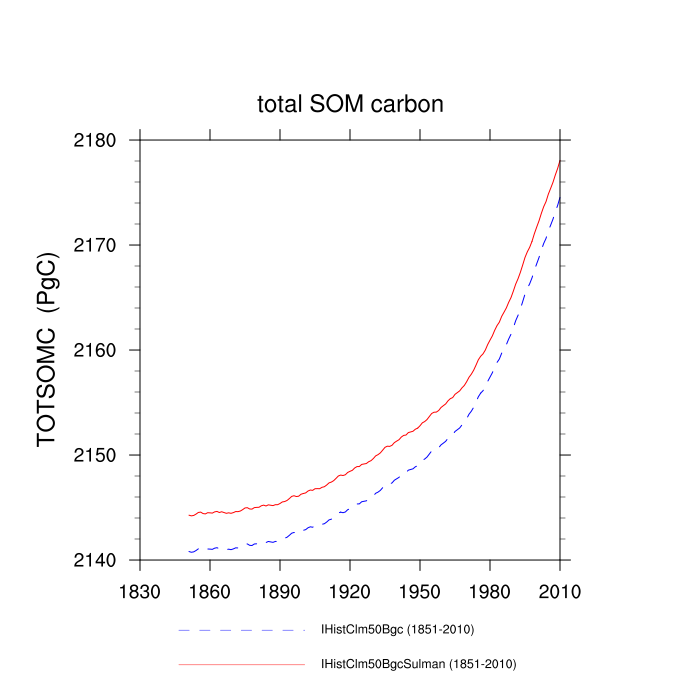 total SOM carbon
2180
2170
2160
2150
2140
TOTSOMC (PgC)
1830 1860 1890 1920 1950 1980 2010
IHistClm50Bgc (1851-2010)
IHistClm50BgcSulman (1851-2010)